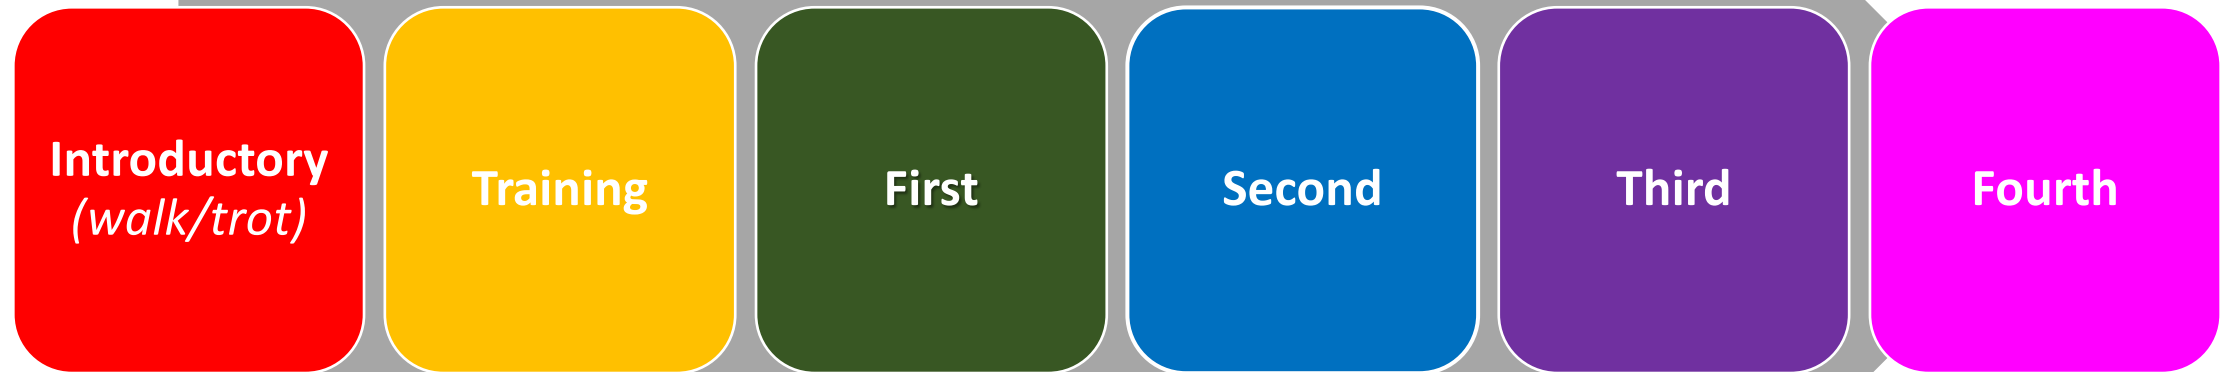 Introductory
(walk/trot)
Training
First
Second
Third
Fourth